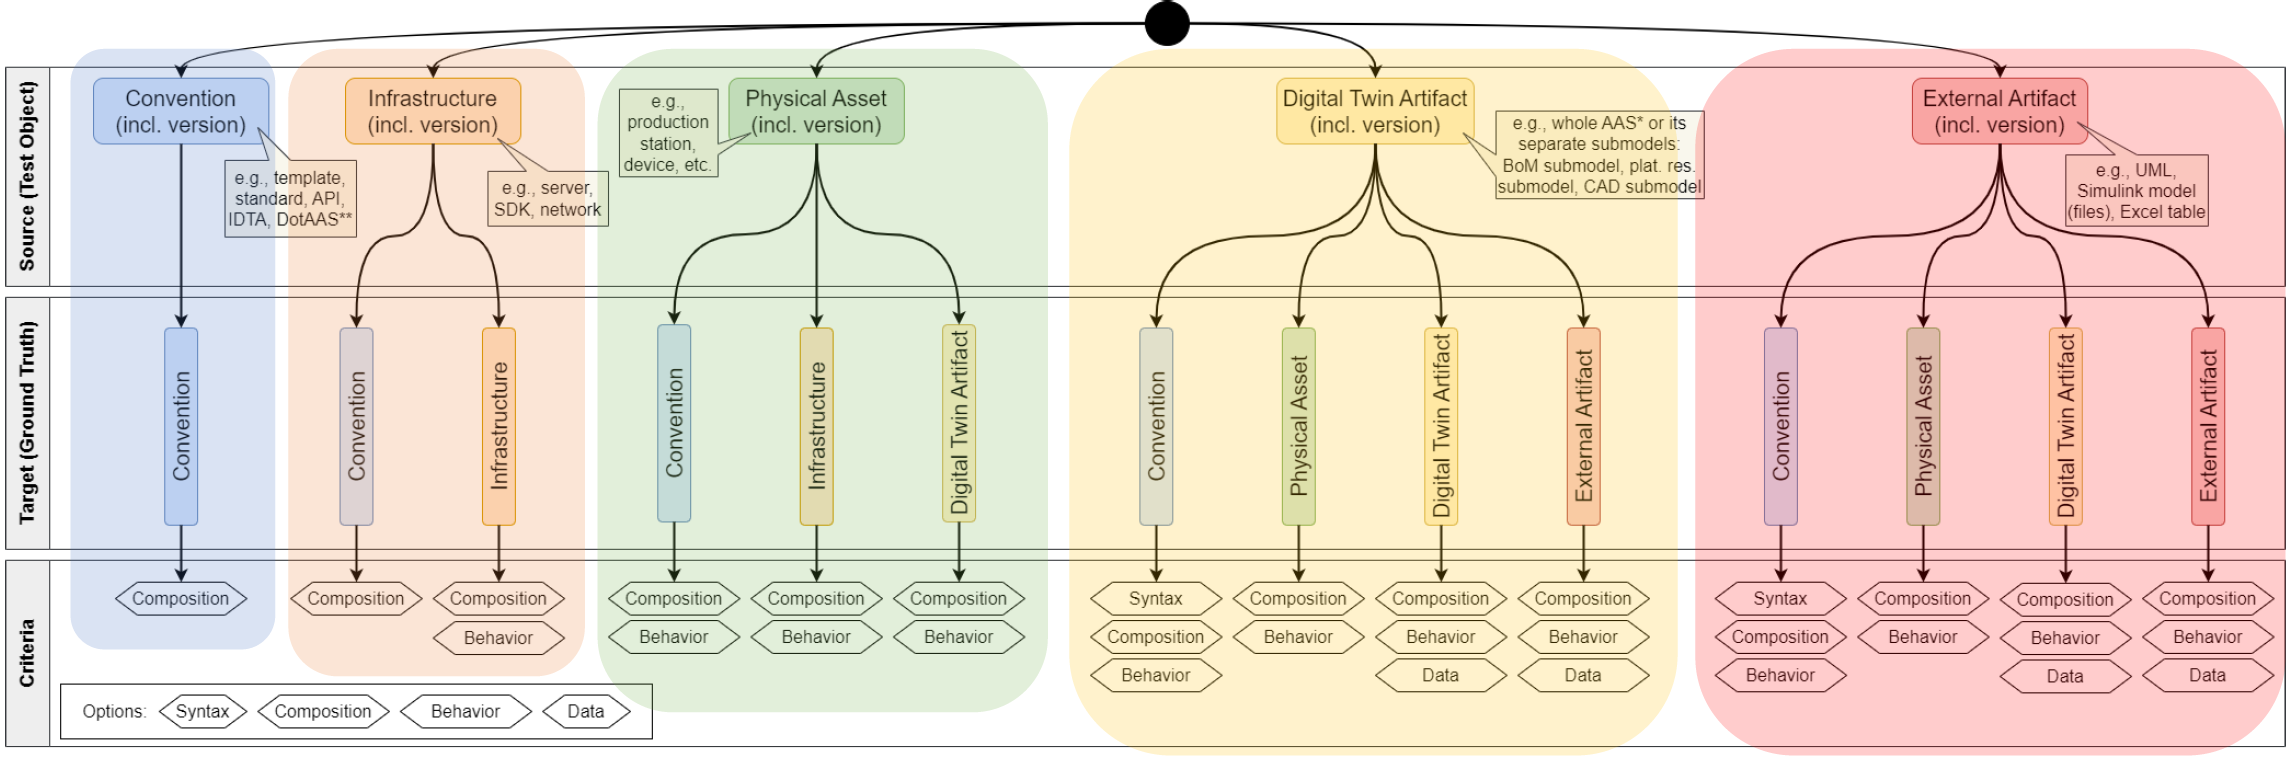 Source (Test Object)
Convention
(incl. version)
e.g., template,
standard, API,
IDTA, DotAAS**
Infrastructure
(incl. version)
e.g., server,
SDK, network
e.g.,
production
station,
device, etc.
Physical Asset
(incl. version)
Digital Twin Artifact
(incl. version)
e.g., whole AAS* or its
separate submodels:
BoM submodel, plat. res.
submodel, CAD submodel
External Artifact
(incl. version)
e.g., UML,
Simulink model
(files), Excel table
Target (Ground Truth)
Convention
Convention
Infrastructure
Convention
Infrastructure
Digital Twin Artifact
Convention
Physical Asset
Digital Twin Artifact
External Artifact
Convention
Physical Asset
Digital Twin Artifact
External Artifact
Criteria
Composition
Composition
Composition
Behavior
Composition
Behavior
Composition
Behavior
Composition
Behavior
Syntax
Composition
Behavior
Composition
Behavior
Composition
Behavior
Data
Composition
Behavior
Data
Syntax
Composition
Behavior
Composition
Behavior
Composition
Behavior
Data
Composition
Behavior
Data
Options: Syntax Composition Behavior Data